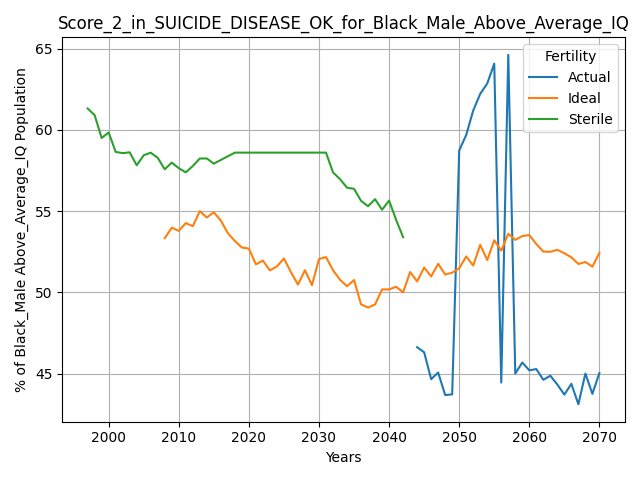 Score_2_in_SUICIDE_DISEASE_OK_for_Black_Male_Above_Average_IQ
% of Black_Male Above_Average_IQ Population
65
60
55
50
45
Fertility
Actual
Ideal
Sterile
2000 2010 2020 2030 2040 2050 2060 2070
Years